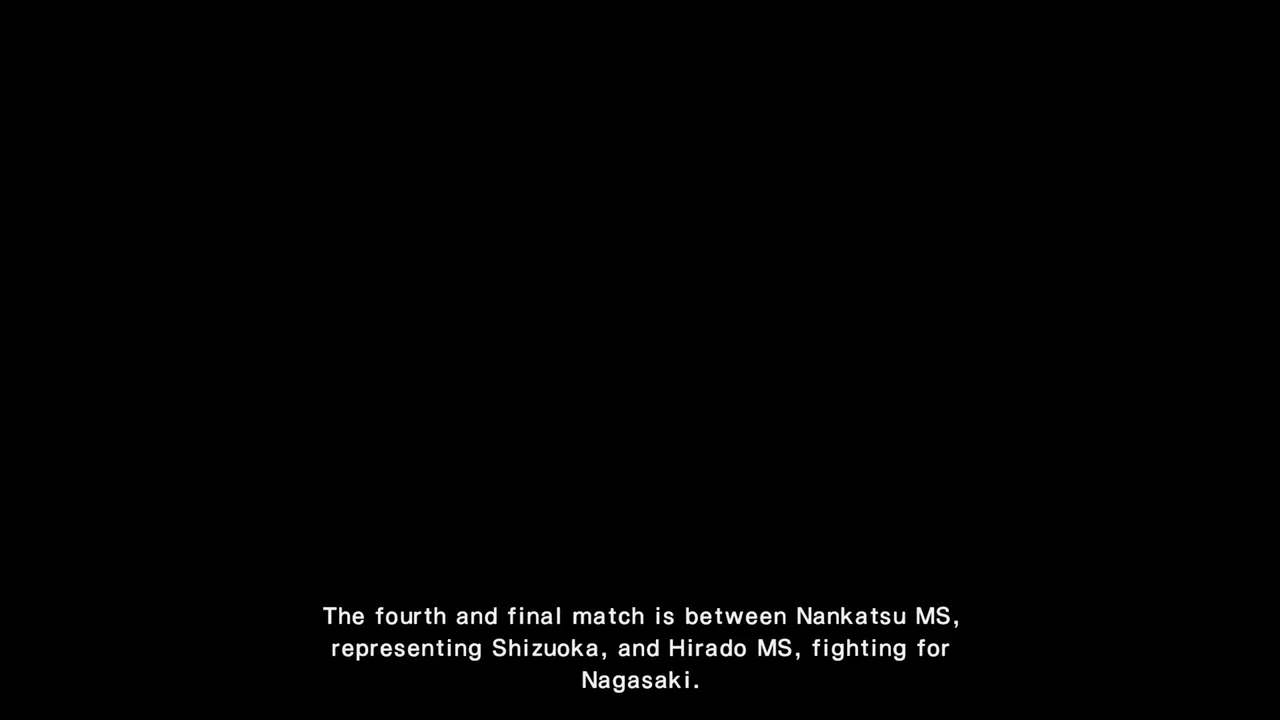 The fourth and final match is between Nankatsu MS,
representing Shizuoka, and Hirado MS, fighting for
Nagasaki.